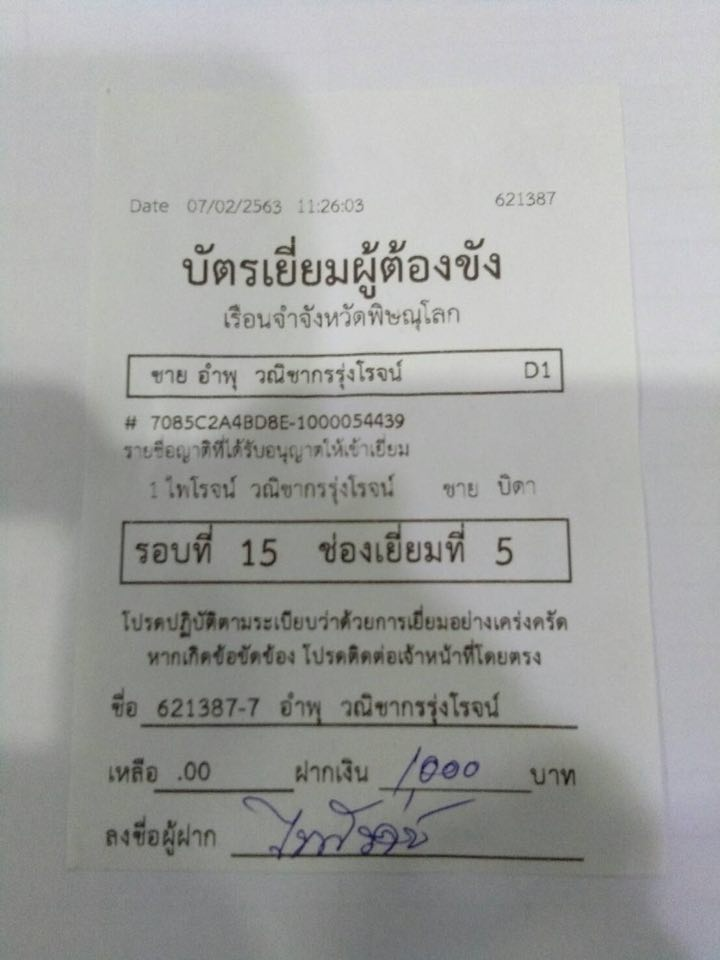 Date 07/02/2563 11:26:03 621387
บัตรเยี่ยมผู้ต้องขัง
เรือนจำจังหวัดพิษณุโลก
ชาย อำพุ วณิชากรรุ่งโรจน์ D1
# 7085C2A4BD8E-1000054439
รายชื่อญาติที่ได้รับอนุญาตให้เข้าเยี่ยม
1 ไพโรจน์ วณิชากรรุ่งโรจน์ ชาย บิดา
รอบที่ 15 ช่องเยี่ยมที่ 5
โปรดปฏิบัติตามระเบียบว่าด้วยการเยี่ยมอย่างเคร่งครัด
หากเกิดข้อขัดข้อง โปรดติดต่อเจ้าหน้าที่โดยตรง
ชื่อ 621387-7 อำพุ วณิชากรรุ่งโรจน์
เหลือ .00 ฝากเงิน 1,000 บาท
ลงชื่อผู้ฝาก ไพโรจน์